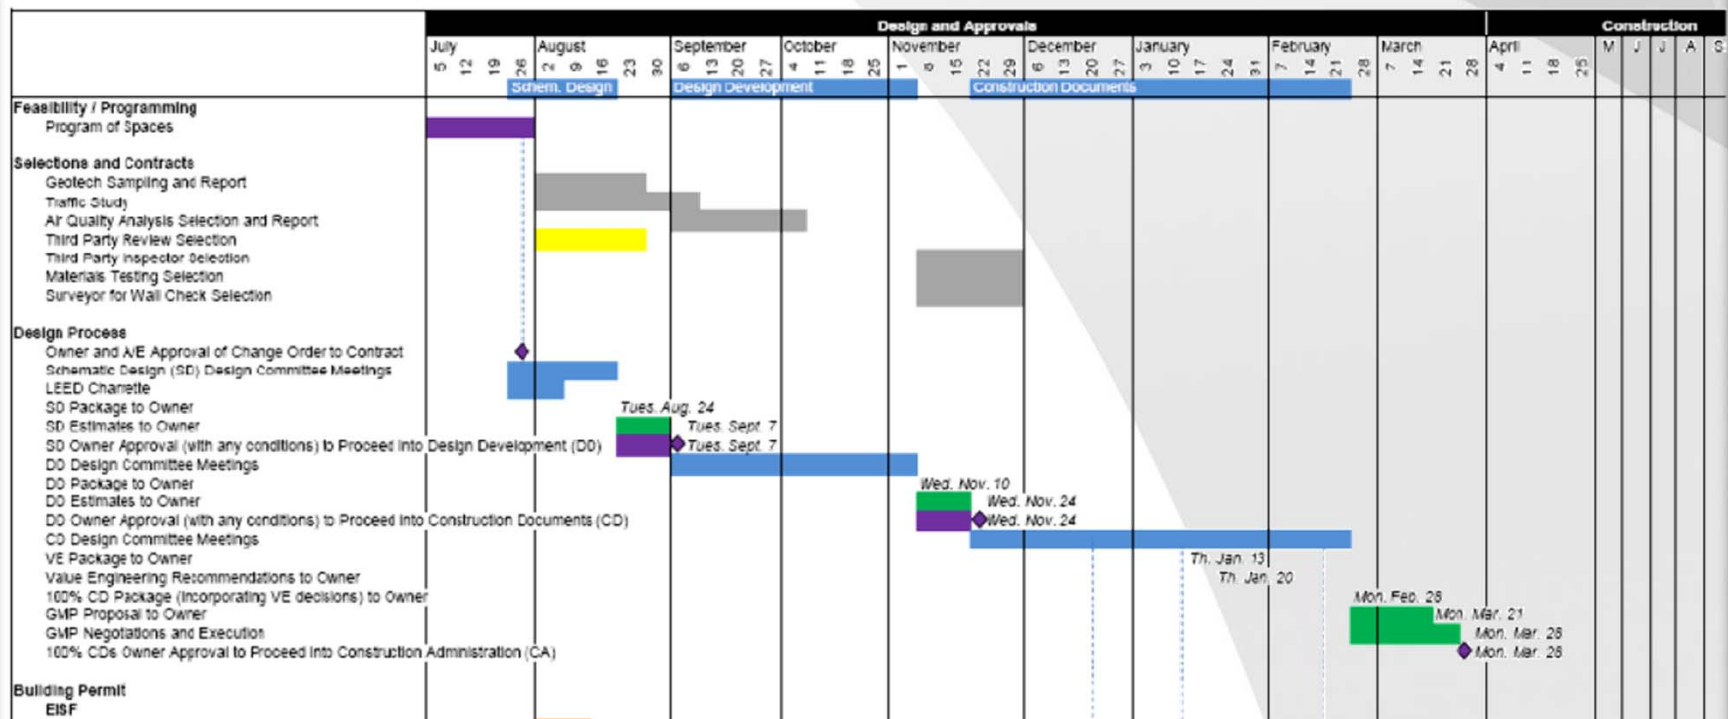 Design and Approvals Construction
July August September October November December January February March April M J J A S
5 12 19 26 2 9 16 23 30 6 13 20 27 4 11 18 25 1 8 15 22 29 6 13 20 27 3 10 17 24 31 7 14 21 28 7 14 21 28 4 11 18 25
Schem. Design Design Development Construction Documents
Feasibility / Programming
Program of Spaces
Selections and Contracts
Geotech Sampling and Report
Traffic Study
Air Quality Analysis Selection and Report
Third Party Review Selection
Third Party Inspector Selection
Materials Testing Selection
Surveyor for Wall Check Selection
Design Process
Owner and A/E Approval of Change Order to Contract
Schematic Design (SD) Design Committee Meetings
LEED Charrette
SD Package to Owner Tues. Aug. 24
SD Estimates to Owner Tues. Sept. 7
SD Owner Approval (with any conditions) to Proceed into Design Development (DD) Tues. Sept. 7
DD Design Committee Meetings
DD Package to Owner Wed. Nov. 10
DD Estimates to Owner Wed. Nov. 24
DD Owner Approval (with any conditions) to Proceed into Construction Documents (CD) Wed. Nov. 24
CD Design Committee Meetings
VE Package to Owner Th. Jan. 13
Value Engineering Recommendations to Owner Th. Jan. 20
100% CD Package (incorporating VE decisions) to Owner Mon. Feb. 28
GMP Proposal to Owner Mon. Mar. 21
GMP Negotations and Execution Mon. Mar. 28
100% CDs Owner Approval to Proceed into Construction Administration (CA) Mon. Mar. 28
Building Permit
EISF